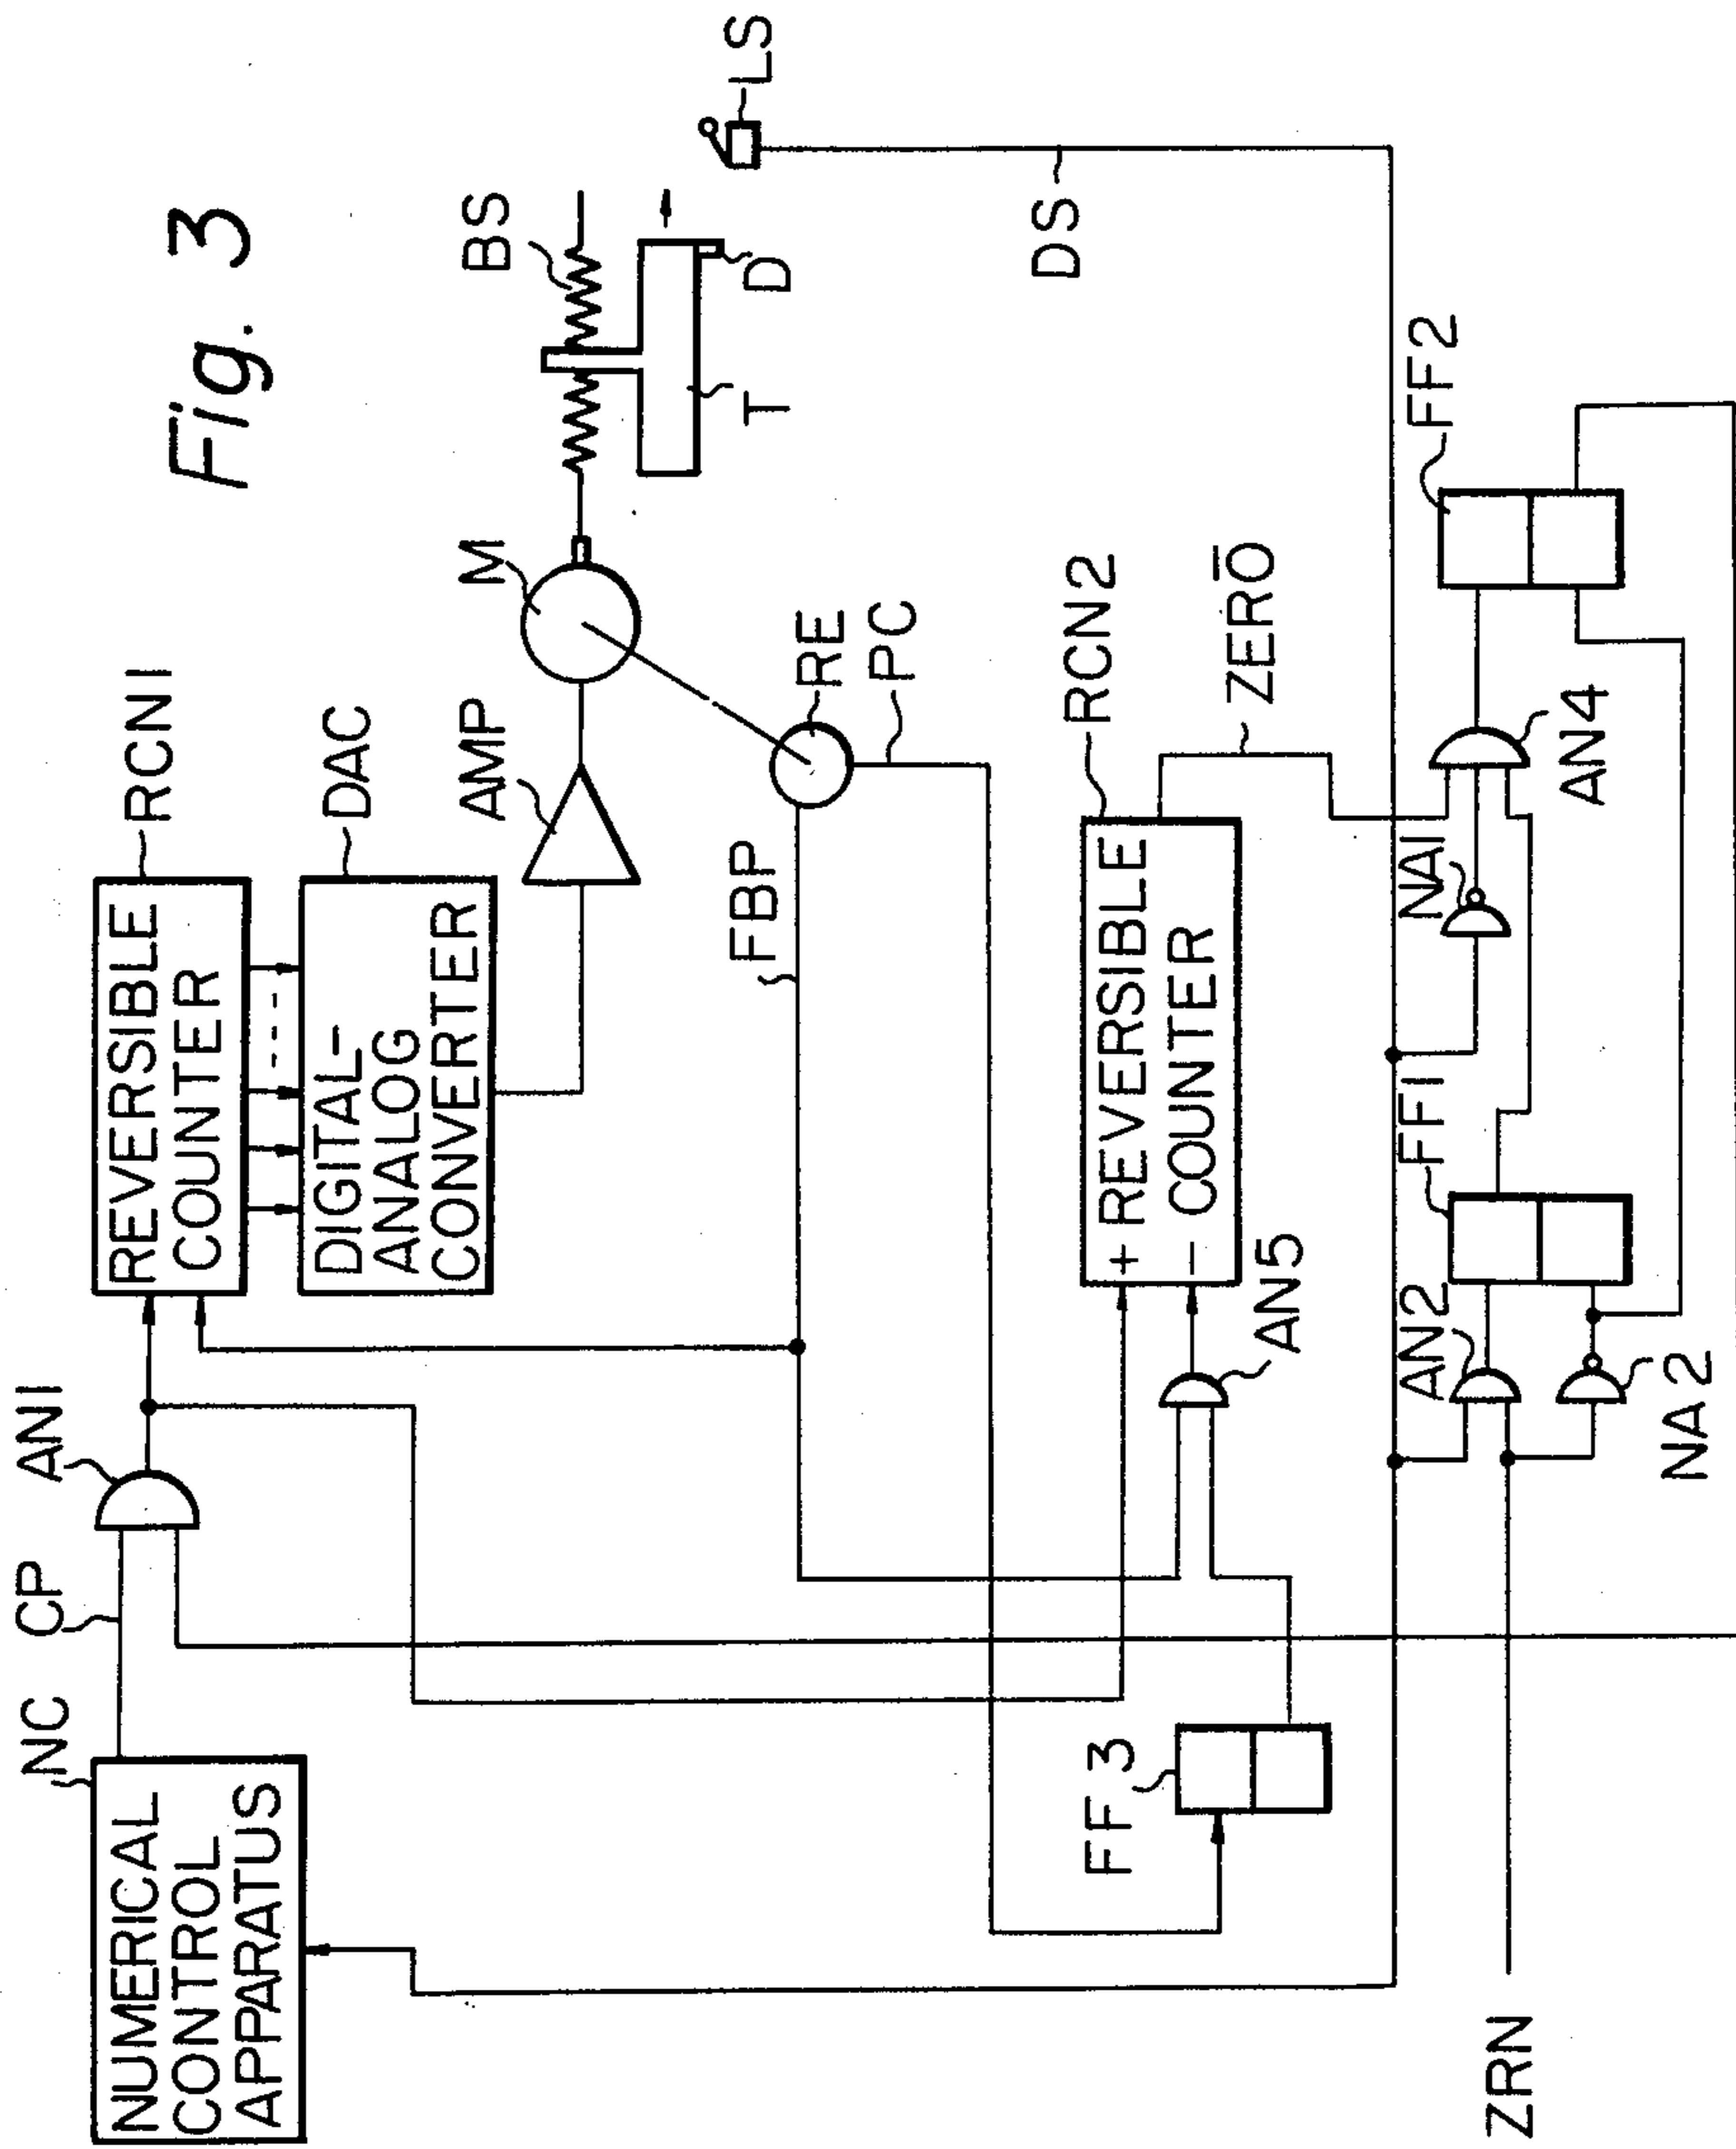 Fig. 3
NUMERICAL
CONTROL
APPARATUS
NC
CP
AN1
REVERSIBLE
COUNTER
RCN1
DIGITAL-
ANALOG
CONVERTER
DAC
AMP
M
BS
T
D
LS
DS
RE
PC
FBP
FF3
AN5
+ REVERSIBLE
- COUNTER
RCN2
ZERO
ZRN
AN2
NA2
FF1
NA1
AN4
FF2